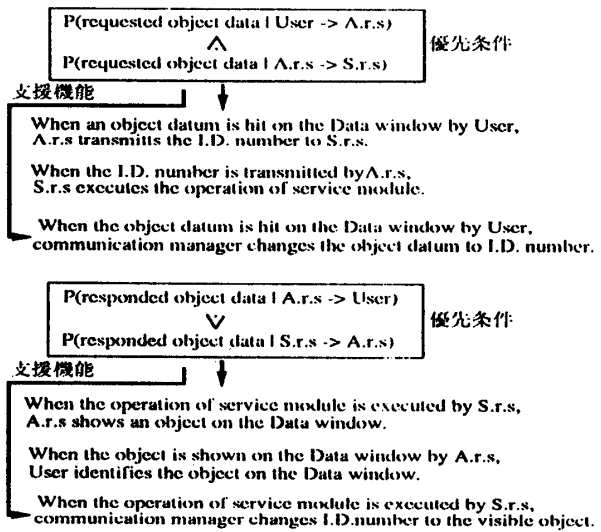 P(requested object data | User -> A.r.s)
∧
優先条件
P(requested object data | A.r.s -> S.r.s)
支援機能
When an object datum is hit on the Data window by User,
A.r.s transmitts the I.D. number to S.r.s.
When the I.D. number is transmitted by A.r.s,
S.r.s executes the operation of service module.
When the object datum is hit on the Data window by User,
communication manager changes the object datum to I.D. number.
P(responded object data | A.r.s -> User)
∨
優先条件
P(responded object data | S.r.s -> A.r.s)
支援機能
When the operation of service module is executed by S.r.s,
A.r.s shows an object on the Data window.
When the object is shown on the Data window by A.r.s,
User identifies the object on the Data window.
When the operation of service module is executed by S.r.s,
communication manager changes I.D.number to the visible object.